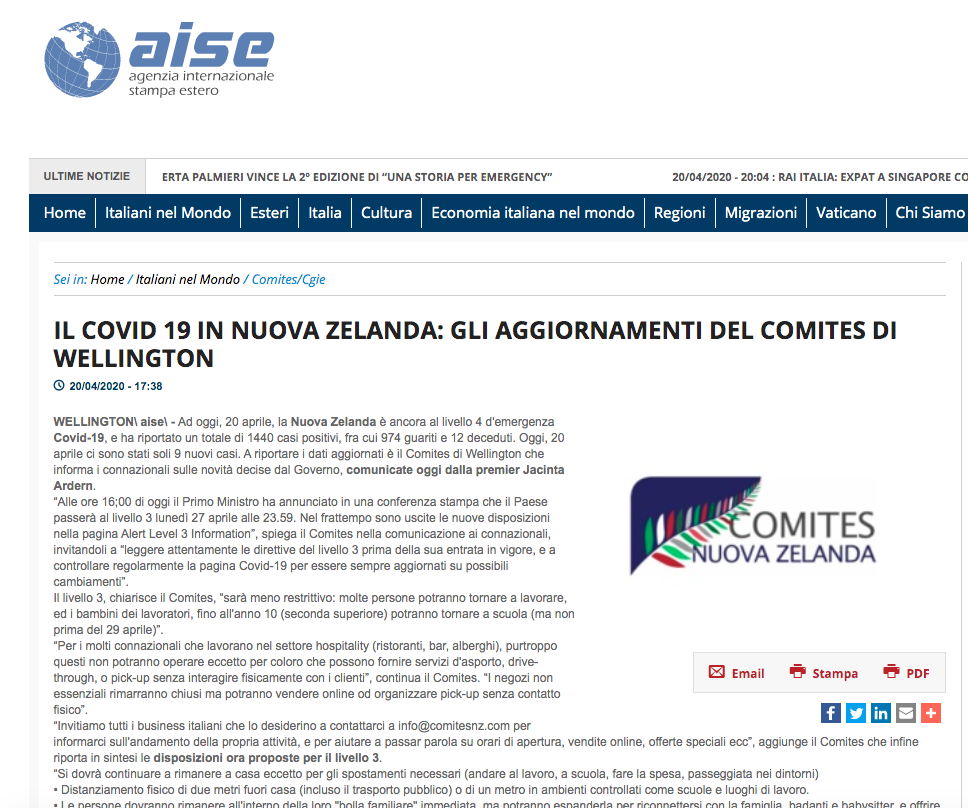 aise
agenzia internazionale
stampa estero
ULTIME NOTIZIE
ERTA PALMIERI VINCE LA 2° EDIZIONE DI “UNA STORIA PER EMERGENCY”
20/04/2020 - 20:04 : RAI ITALIA: EXPAT A SINGAPORE CO
Home
Italiani nel Mondo
Esteri
Italia
Cultura
Economia italiana nel mondo
Regioni
Migrazioni
Vaticano
Chi Siamo
Sei in: Home / Italiani nel Mondo / Comites/Cgie
IL COVID 19 IN NUOVA ZELANDA: GLI AGGIORNAMENTI DEL COMITES DI
WELLINGTON
20/04/2020 - 17:38
WELLINGTON\ aise\ - Ad oggi, 20 aprile, la Nuova Zelanda è ancora al livello 4 d'emergenza
Covid-19, e ha riportato un totale di 1440 casi positivi, fra cui 974 guariti e 12 deceduti. Oggi, 20
aprile ci sono stati soli 9 nuovi casi. A riportare i dati aggiornati è il Comites di Wellington che
informa i connazionali sulle novità decise dal Governo, comunicate oggi dalla premier Jacinta
Ardern.
“Alle ore 16;00 di oggi il Primo Ministro ha annunciato in una conferenza stampa che il Paese
passerà al livello 3 lunedì 27 aprile alle 23.59. Nel frattempo sono uscite le nuove disposizioni
nella pagina Alert Level 3 Information”, spiega il Comites nella comunicazione ai connazionali,
invitandoli a “leggere attentamente le direttive del livello 3 prima della sua entrata in vigore, e a
controllare regolarmente la pagina Covid-19 per essere sempre aggiornati su possibili
cambiamenti”.
Il livello 3, chiarisce il Comites, “sarà meno restrittivo: molte persone potranno tornare a lavorare,
ed i bambini dei lavoratori, fino all'anno 10 (seconda superiore) potranno tornare a scuola (ma non
prima del 29 aprile)”.
“Per i molti connazionali che lavorano nel settore hospitality (ristoranti, bar, alberghi), purtroppo
questi non potranno operare eccetto per coloro che possono fornire servizi d'asporto, drive-
through, o pick-up senza interagire fisicamente con i clienti”, continua il Comites. “I negozi non
essenziali rimarranno chiusi ma potranno vendere online od organizzare pick-up senza contatto
fisico”.
“Invitiamo tutti i business italiani che lo desiderino a contattarci a info@comitesnz.com per
informarci sull'andamento della propria attività, e per aiutare a passar parola su orari di apertura, vendite online, offerte speciali ecc”, aggiunge il Comites che infine
riporta in sintesi le disposizioni ora proposte per il livello 3.
“Si dovrà continuare a rimanere a casa eccetto per gli spostamenti necessari (andare al lavoro, a scuola, fare la spesa, passeggiata nei dintorni)
• Distanziamento fisico di due metri fuori casa (incluso il trasporto pubblico) o di un metro in ambienti controllati come scuole e luoghi di lavoro.
• Le persone dovranno rimanere all'interno della loro "bolla familiare" immediata, ma potranno espanderla per riconnettersi con la famiglia, badanti e babysitter, e offrire
COMITES
NUOVA ZELANDA
Email
Stampa
PDF